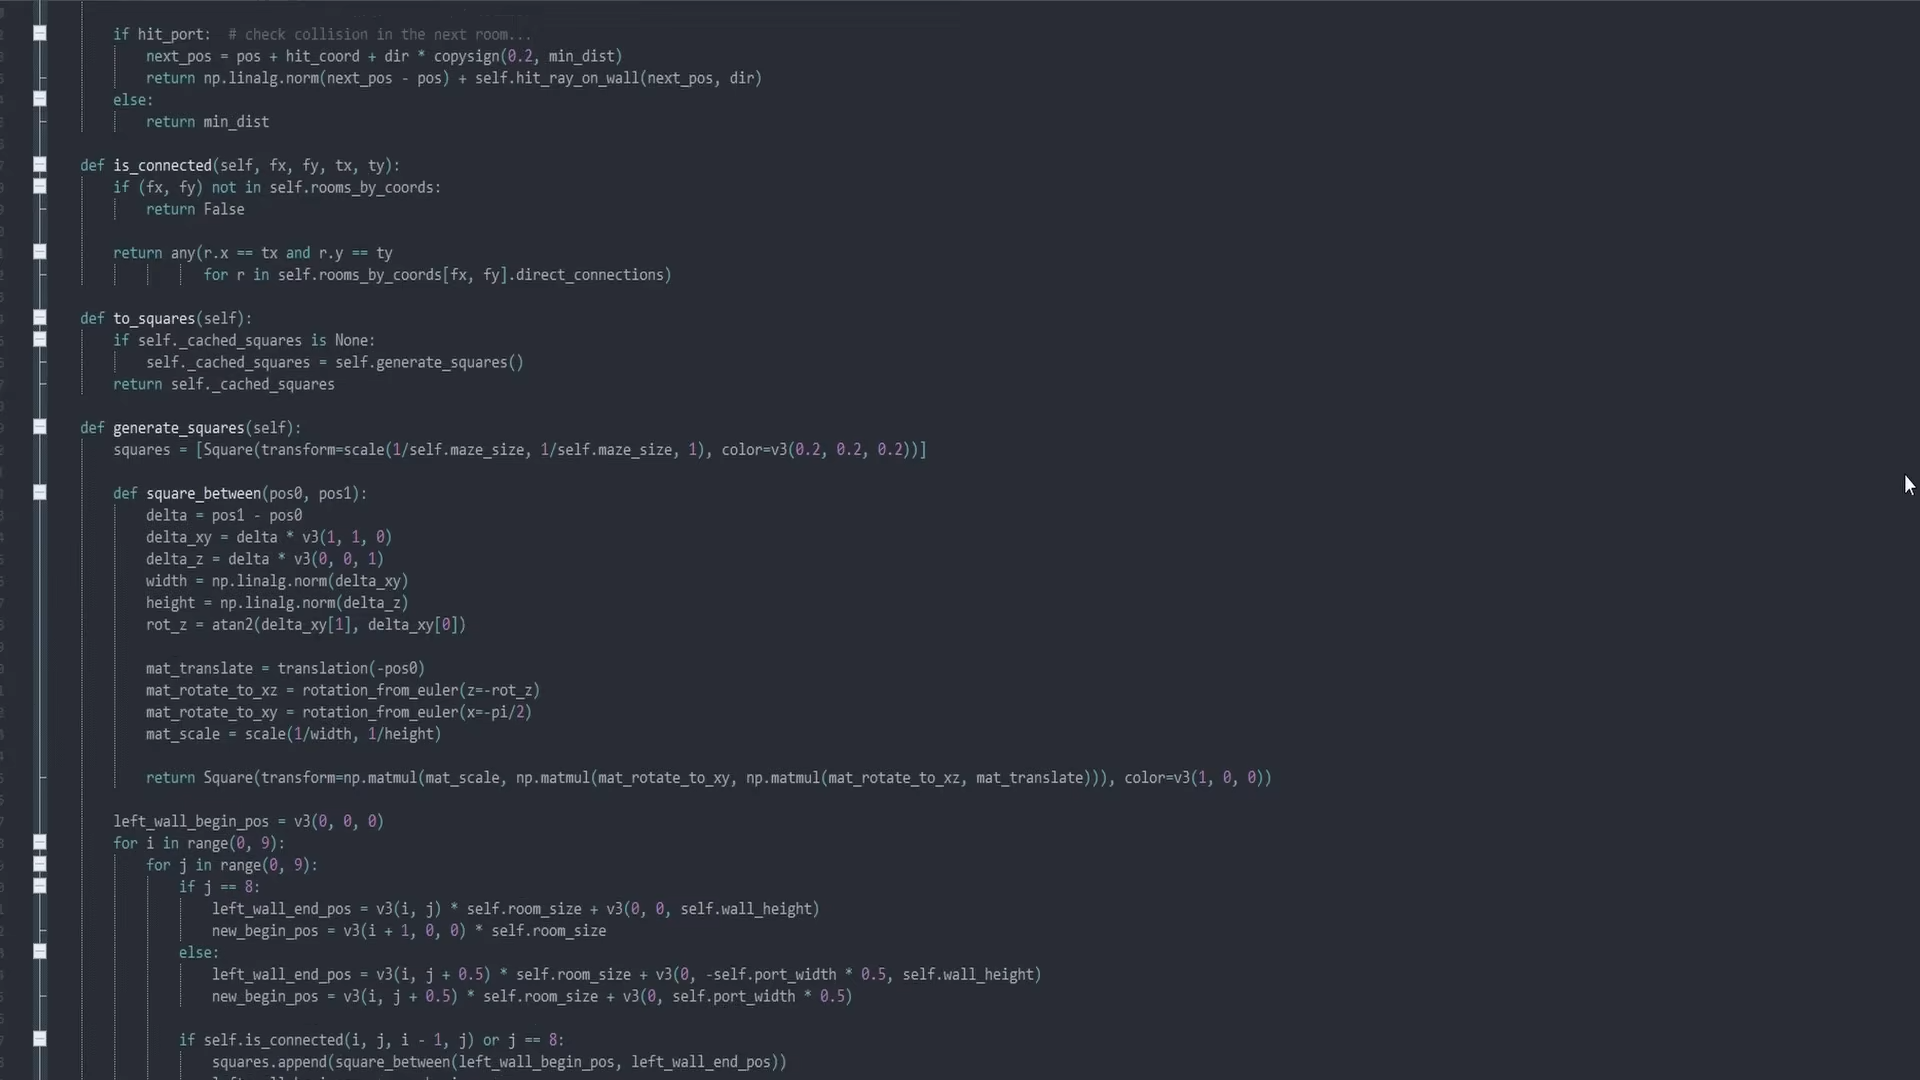 if hit_port:  # check collision in the next room...
next_pos = pos + hit_coord + dir * copysign(0.2, min_dist)
return np.linalg.norm(next_pos - pos) + self.hit_ray_on_wall(next_pos, dir)
else:
return min_dist
def is_connected(self, fx, fy, tx, ty):
if (fx, fy) not in self.rooms_by_coords:
return False
return any(r.x == tx and r.y == ty
for r in self.rooms_by_coords[fx, fy].direct_connections)
def to_squares(self):
if self._cached_squares is None:
self._cached_squares = self.generate_squares()
return self._cached_squares
def generate_squares(self):
squares = [Square(transform=scale(1/self.maze_size, 1/self.maze_size, 1), color=v3(0.2, 0.2, 0.2))]
def square_between(pos0, pos1):
delta = pos1 - pos0
delta_xy = delta * v3(1, 1, 0)
delta_z = delta * v3(0, 0, 1)
width = np.linalg.norm(delta_xy)
height = np.linalg.norm(delta_z)
rot_z = atan2(delta_xy[1], delta_xy[0])
mat_translate = translation(-pos0)
mat_rotate_to_xz = rotation_from_euler(z=-rot_z)
mat_rotate_to_xy = rotation_from_euler(x=-pi/2)
mat_scale = scale(1/width, 1/height)
return Square(transform=np.matmul(mat_scale, np.matmul(mat_rotate_to_xy, np.matmul(mat_rotate_to_xz, mat_translate))), color=v3(1, 0, 0))
left_wall_begin_pos = v3(0, 0, 0)
for i in range(0, 9):
for j in range(0, 9):
if j == 8:
left_wall_end_pos = v3(i, j) * self.room_size + v3(0, 0, self.wall_height)
new_begin_pos = v3(i + 1, 0, 0) * self.room_size
else:
left_wall_end_pos = v3(i, j + 0.5) * self.room_size + v3(0, -self.port_width * 0.5, self.wall_height)
new_begin_pos = v3(i, j + 0.5) * self.room_size + v3(0, self.port_width * 0.5)
if self.is_connected(i, j, i - 1, j) or j == 8:
squares.append(square_between(left_wall_begin_pos, left_wall_end_pos))